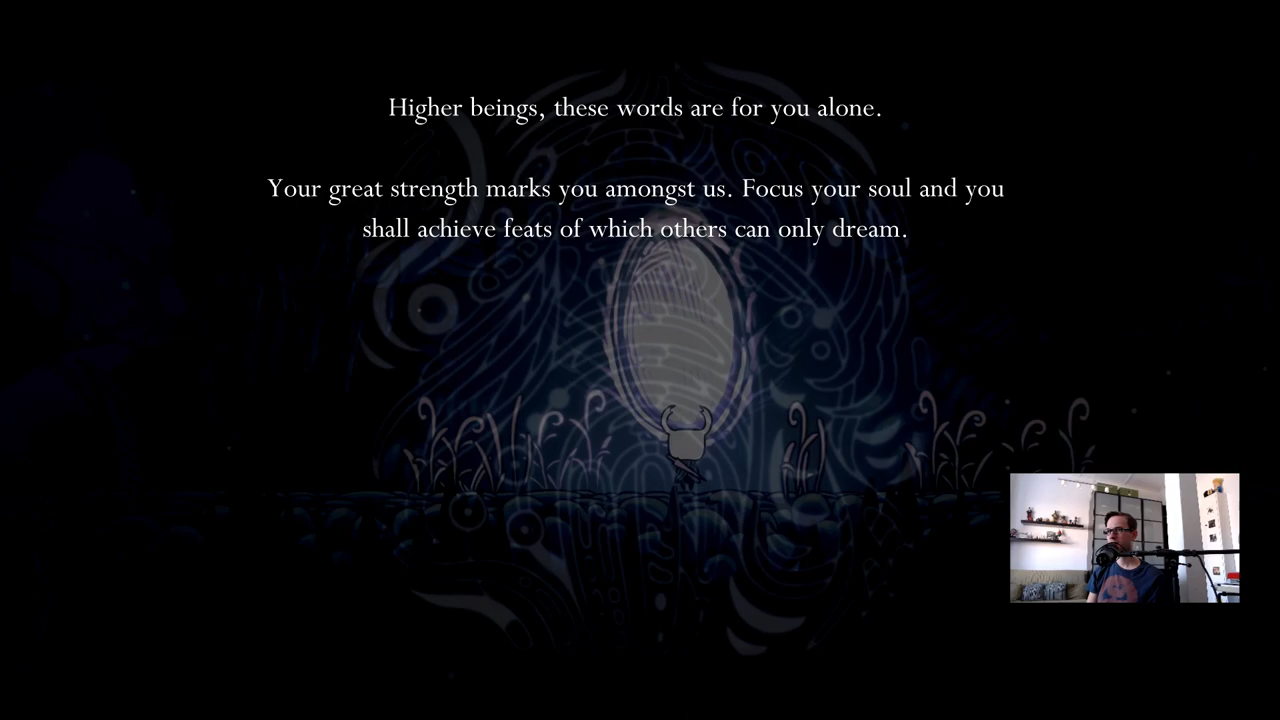 Higher beings, these words are for you alone.
Your great strength marks you amongst us. Focus your soul and you
shall achieve feats of which others can only dream.